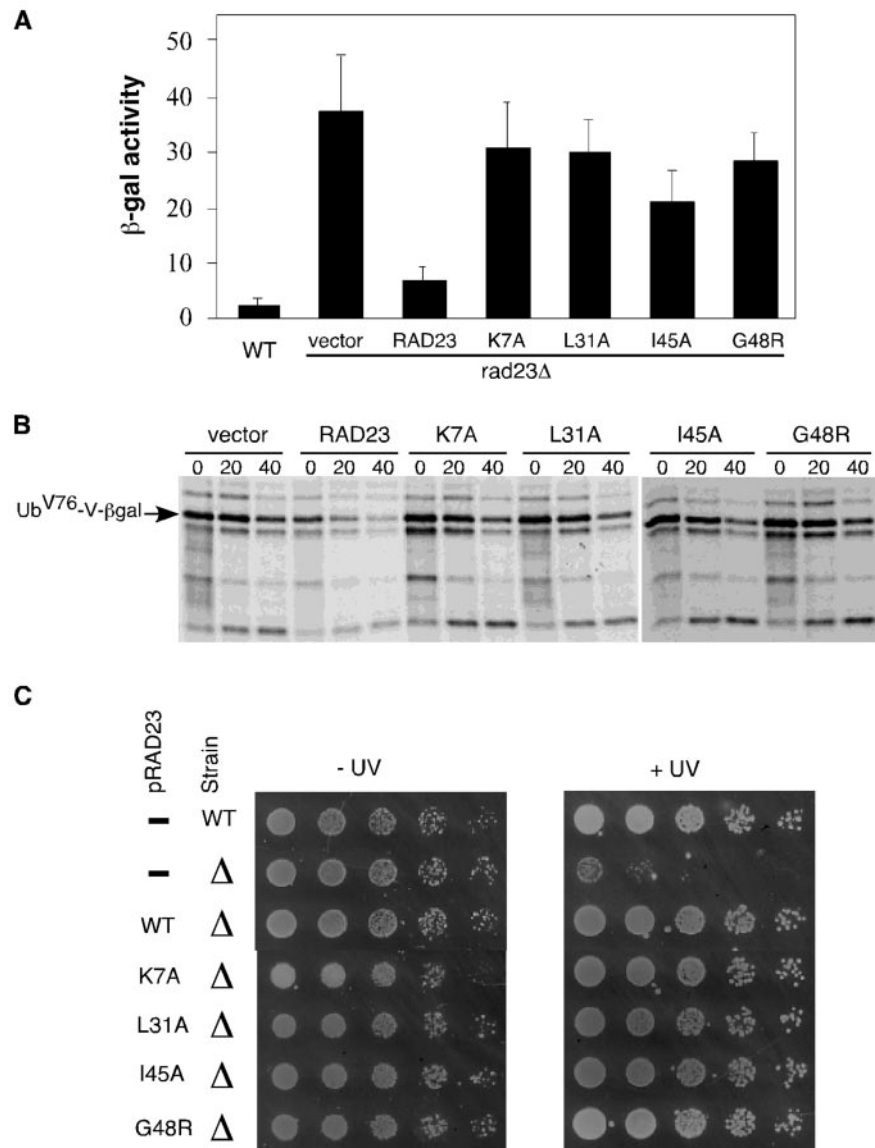 A
β-gal activity
50
40
30
20
10
0
WT vector RAD23 K7A L31A I45A G48R
rad23Δ
B
vector RAD23 K7A L31A I45A G48R
0 20 40 0 20 40 0 20 40 0 20 40 0 20 40 0 20 40
Ub^V76-V-βgal
C
pRAD23 Strain
- UV + UV
- WT
- Δ
WT Δ
K7A Δ
L31A Δ
I45A Δ
G48R Δ